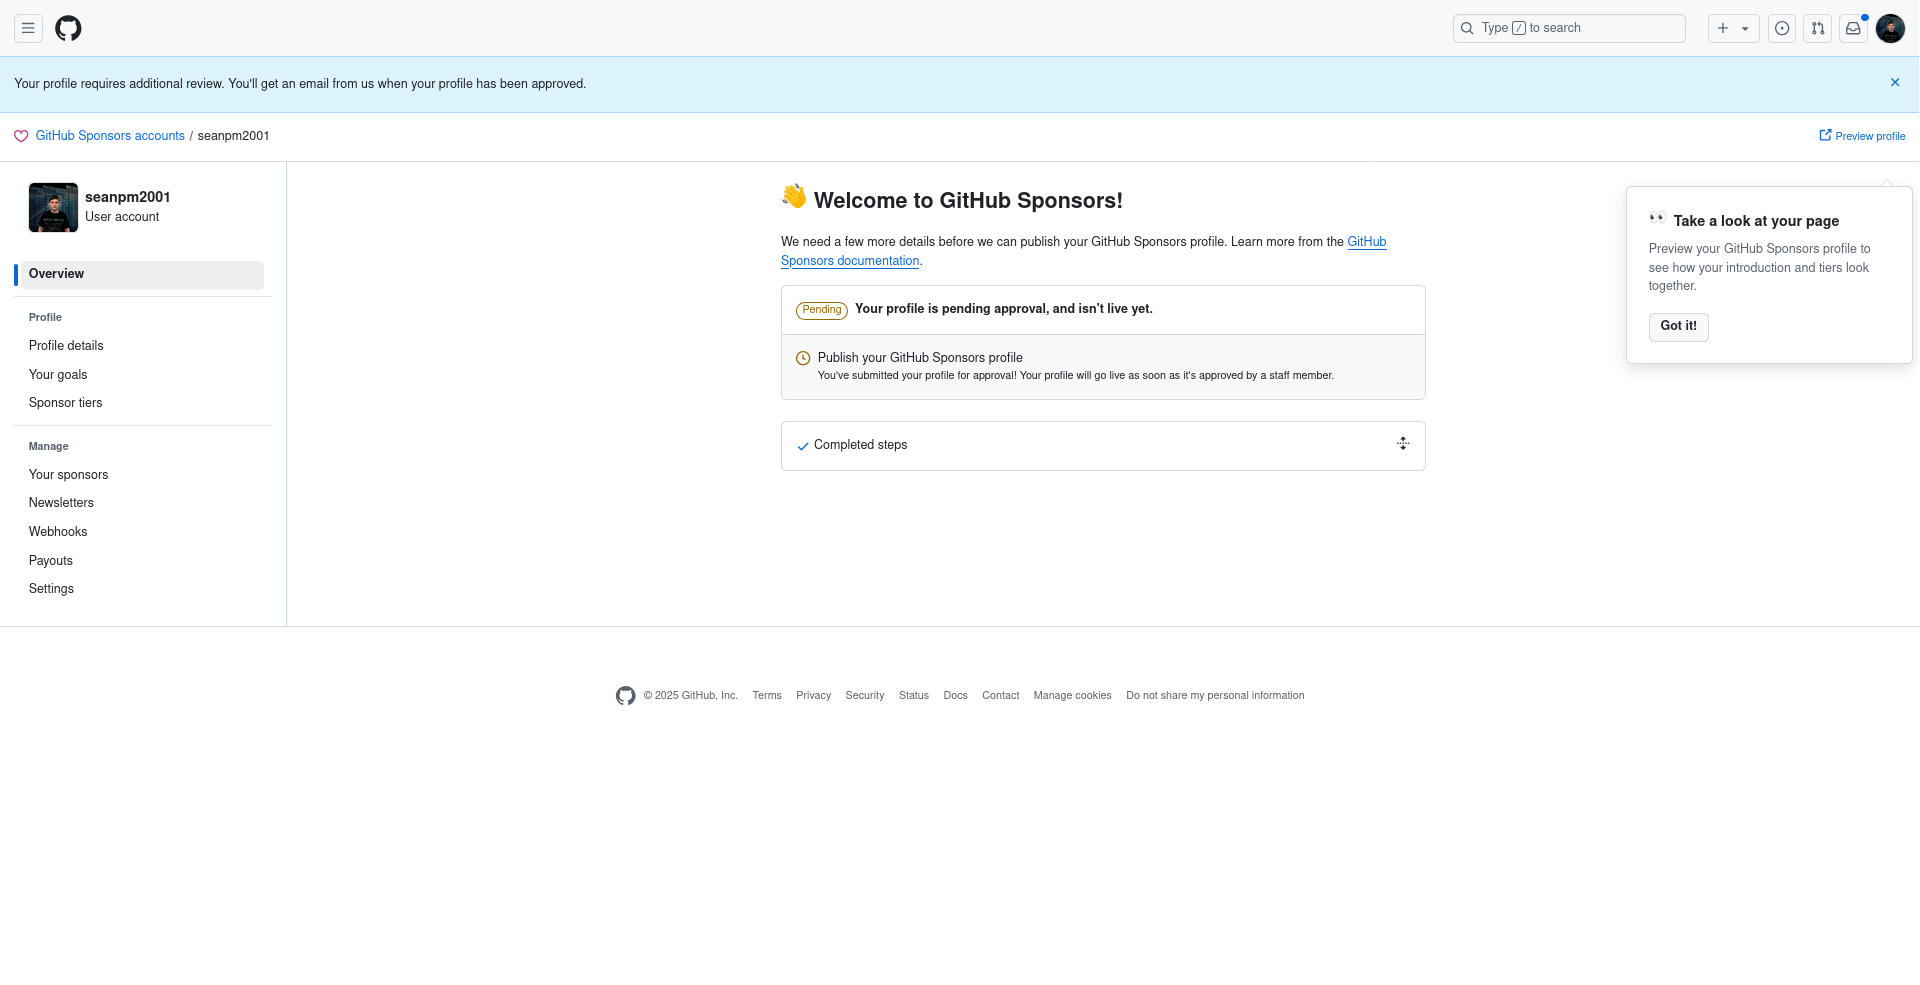 Type / to search
Your profile requires additional review. You'll get an email from us when your profile has been approved.
GitHub Sponsors accounts / seanpm2001
Preview profile
seanpm2001
User account
Overview
Profile
Profile details
Your goals
Sponsor tiers
Manage
Your sponsors
Newsletters
Webhooks
Payouts
Settings
👋 Welcome to GitHub Sponsors!
We need a few more details before we can publish your GitHub Sponsors profile. Learn more from the GitHub
Sponsors documentation.
Pending Your profile is pending approval, and isn't live yet.
Publish your GitHub Sponsors profile
You've submitted your profile for approval! Your profile will go live as soon as it's approved by a staff member.
Completed steps
👀 Take a look at your page
Preview your GitHub Sponsors profile to
see how your introduction and tiers look
together.
Got it!
© 2025 GitHub, Inc. Terms Privacy Security Status Docs Contact Manage cookies Do not share my personal information